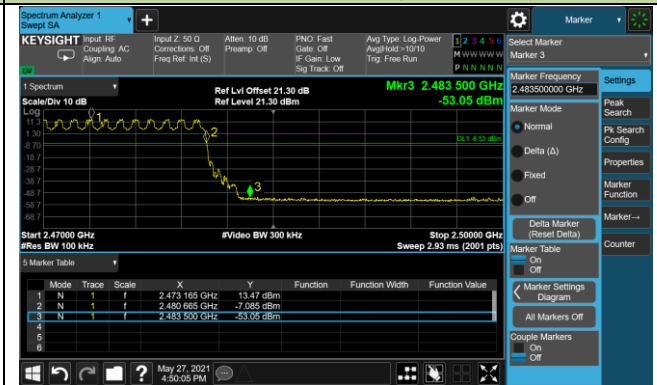 Spectrum Analyzer 1
Swept SA
+
Marker
KEYSIGHT
Input: RF
Coupling: AC
Align: Auto
Input Z: 50 Ω
Corrections: Off
Freq Ref: Int (S)
Atten: 10 dB
Preamp: Off
PNO: Fast
Gate: Off
IF Gain: Low
Sig Track: Off
Avg Type: Log-Power
Avg|Hold:>10/10
Trig: Free Run
1 2 3 4 5 6
M W W W W W
P N N N N N
Select Marker
Marker 3
LV
1 Spectrum
Scale/Div 10 dB
Ref Lvl Offset 21.30 dB
Ref Level 21.30 dBm
Mkr3 2.483 500 GHz
-53.05 dBm
Log
11.3
1.30
-8.70
-18.7
-28.7
-38.7
-48.7
-58.7
-68.7
1
2
3
DL1 -6.53 dBm
Start 2.47000 GHz
#Res BW 100 kHz
#Video BW 300 kHz
Stop 2.50000 GHz
Sweep 2.93 ms (2001 pts)
5 Marker Table
Mode Trace Scale X Y Function Function Width Function Value
1 N 1 f 2.473 165 GHz 13.47 dBm
2 N 1 f 2.480 665 GHz -7.085 dBm
3 N 1 f 2.483 500 GHz -53.05 dBm
4
5
6
Marker Frequency
2.483500000 GHz
Marker Mode
Normal
Delta (Δ)
Fixed
Off
Delta Marker
(Reset Delta)
Marker Table
On
Off
Marker Settings
Diagram
All Markers Off
Couple Markers
On
Off
Settings
Peak
Search
Pk Search
Config
Properties
Marker
Function
Marker→
Counter
?
May 27, 2021
4:50:05 PM